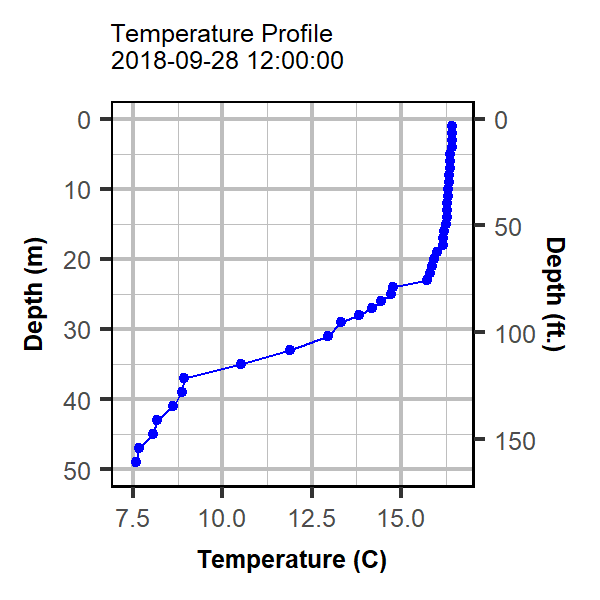 Temperature Profile
2018-09-28 12:00:00
0
10
20
30
40
50
Depth (m)
0
50
100
150
Depth (ft.)
7.5 10.0 12.5 15.0
Temperature (C)